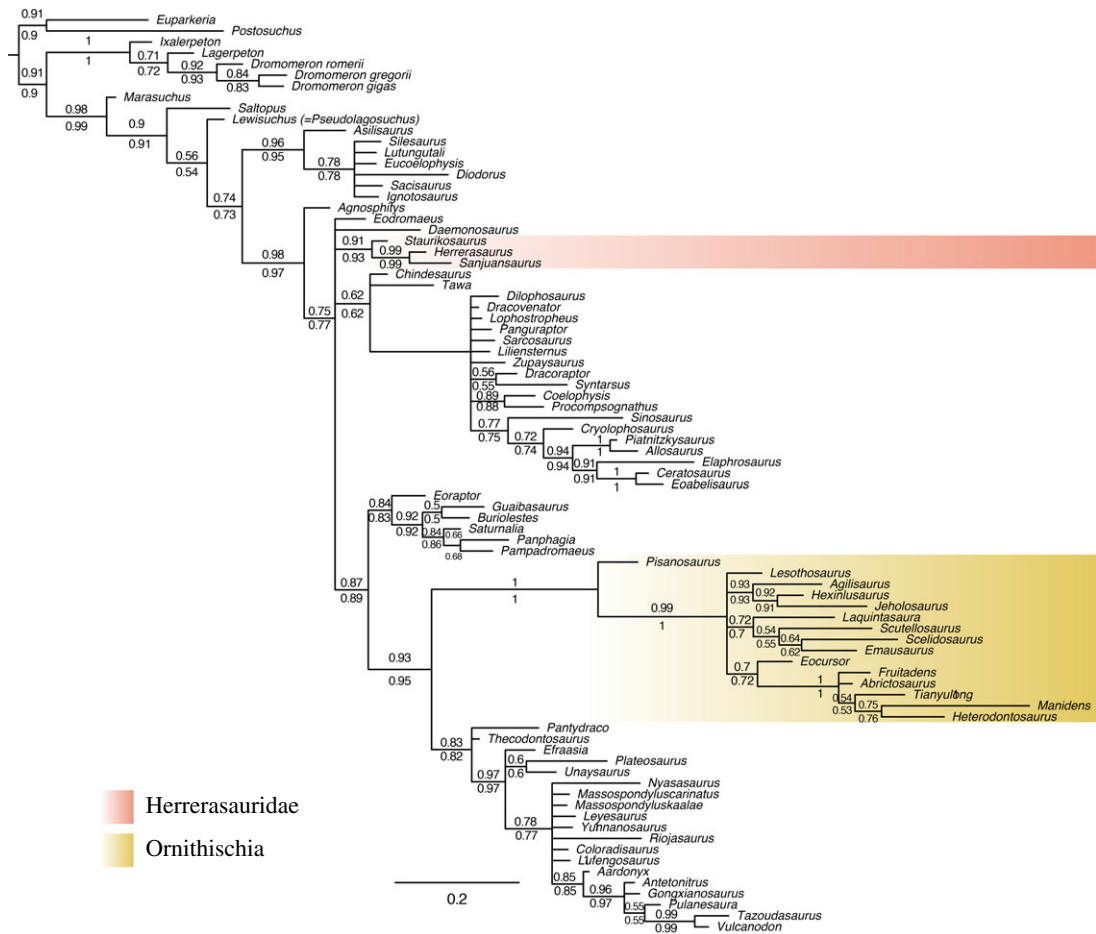 0.91 Euparkeria
0.9 Postosuchus
1 Ixalerpeton
1 0.71 Lagerpeton
0.72 0.92 Dromomeron romerii
0.93 0.84 Dromomeron gregorii
0.83 Dromomeron gigas
0.91
0.9
Marasuchus
0.98 Saltopus
0.99 0.9 Lewisuchus (=Pseudolagosuchus)
0.91 Asilisaurus
0.96 Silesaurus
0.95 Lutungutali
0.56 0.78 Eucoelophysis
0.54 0.78 Diodorus
Sacisaurus
0.74 Ignotosaurus
0.73 Agnosphitys
Eodromaeus
Daemonosaurus
0.91 Staurikosaurus
0.98 0.93 0.99 Herrerasaurus
0.97 0.99 Sanjuansaurus
Chindesaurus
Tawa
0.62 Dilophosaurus
0.75 0.62 Dracovenator
0.77 Lophostropheus
Panguraptor
Sarcosaurus
Liliensternus
Zupaysaurus
0.56 Dracoraptor
0.55 Syntarsus
0.89 Coelophysis
0.88 Procompsognathus
0.77 Sinosaurus
0.75 0.72 Cryolophosaurus
0.74 1 Piatnitzkysaurus
0.94 1 Allosaurus
0.94 0.91 Elaphrosaurus
0.91 1 Ceratosaurus
1 Eoabelisaurus
0.84 Eoraptor
0.83 0.92 0.5 Guaibasaurus
0.92 0.5 Buriolestes
0.84 0.66 Saturnalia
0.86 Panphagia
0.68 Pampadromaeus
0.87 Pisanosaurus
0.89 1 Lesothosaurus
1 0.93 Agilisaurus
0.99 0.93 0.92 Hexinlusaurus
1 0.91 Jeholosaurus
0.72 Laquintasaura
0.7 0.54 Scutellosaurus
0.55 0.64 Scelidosaurus
0.62 Emausaurus
0.93 0.7 Eocursor
0.95 0.72 1 Fruitadens
1 Abrictosaurus
0.54 Tianyulong 1
0.53 0.75 Manidens
0.76 Heterodontosaurus
0.83 Pantydraco
0.82 Thecodontosaurus
Efraasia
0.97 0.6 Plateosaurus
0.97 0.6 Unaysaurus
Nyasasaurus
Massospondyluscarinatus
Massospondyluskaalae
Leyesaurus
0.78 Yunnanosaurus
0.77 Riojasaurus
Coloradisaurus
Lufengosaurus
0.85 Aardonyx
0.85 0.96 Antetonitrus
0.97 Gongxianosaurus
0.55 Pulanesaura
0.55 0.99 Tazoudasaurus
0.99 Vulcanodon
Herrerasauridae
Ornithischia
0.2